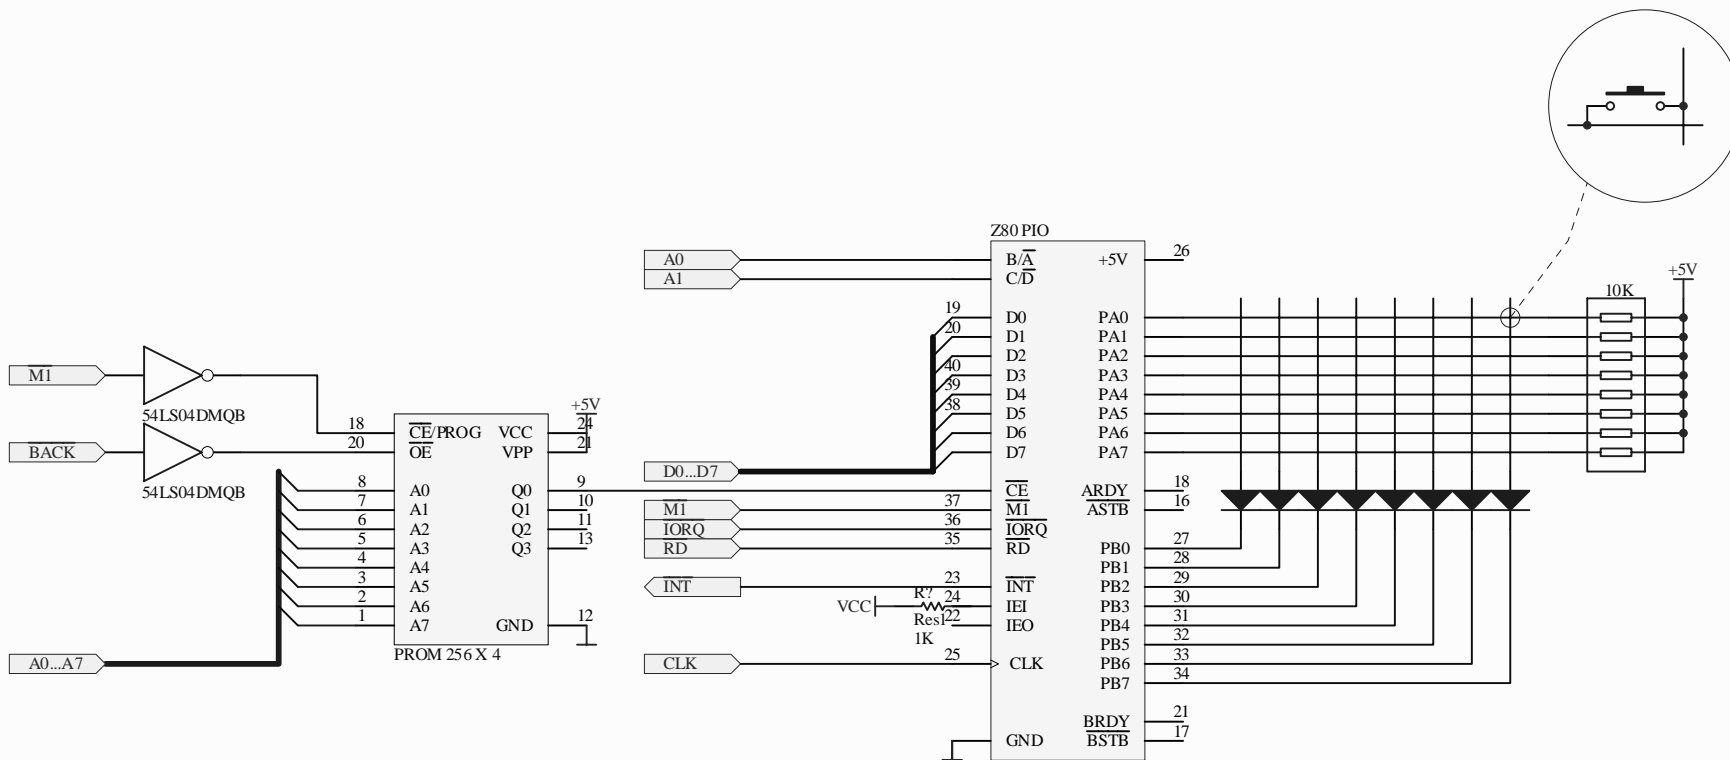 Z80 PIO
A0
A1
B/A
C/D
+5V
26
+5V
10K
19
20
40
39
38
D0
D1
D2
D3
D4
D5
D6
D7
PA0
PA1
PA2
PA3
PA4
PA5
PA6
PA7
M1
54LS04DMQB
BACK
54LS04DMQB
18
20
CE/PROG
OE
VCC
VPP
+5V
24
21
D0...D7
8
7
6
5
4
3
2
1
A0
A1
A2
A3
A4
A5
A6
A7
Q0
Q1
Q2
Q3
9
10
11
13
GND
12
PROM 256 X 4
A0...A7
M1
IORQ
RD
37
36
35
CE
M1
IORQ
RD
ARDY
ASTB
18
16
INT
23
INT
VCC
R?
Res1
1K
24
22
IEI
IEO
PB0
PB1
PB2
PB3
PB4
PB5
PB6
PB7
27
28
29
30
31
32
33
34
CLK
25
CLK
GND
BRDY
BSTB
21
17